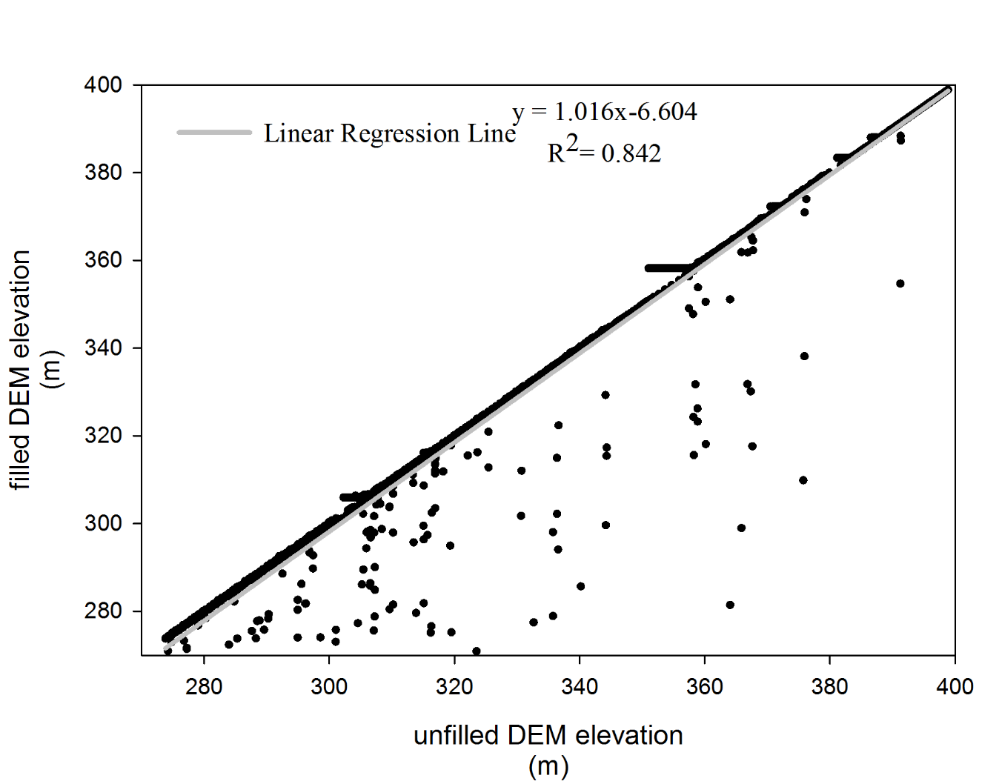 400
380
360
340
320
300
280
filled DEM elevation
(m)
Linear Regression Line
y = 1.016x-6.604
R2= 0.842
280 300 320 340 360 380 400
unfilled DEM elevation
(m)